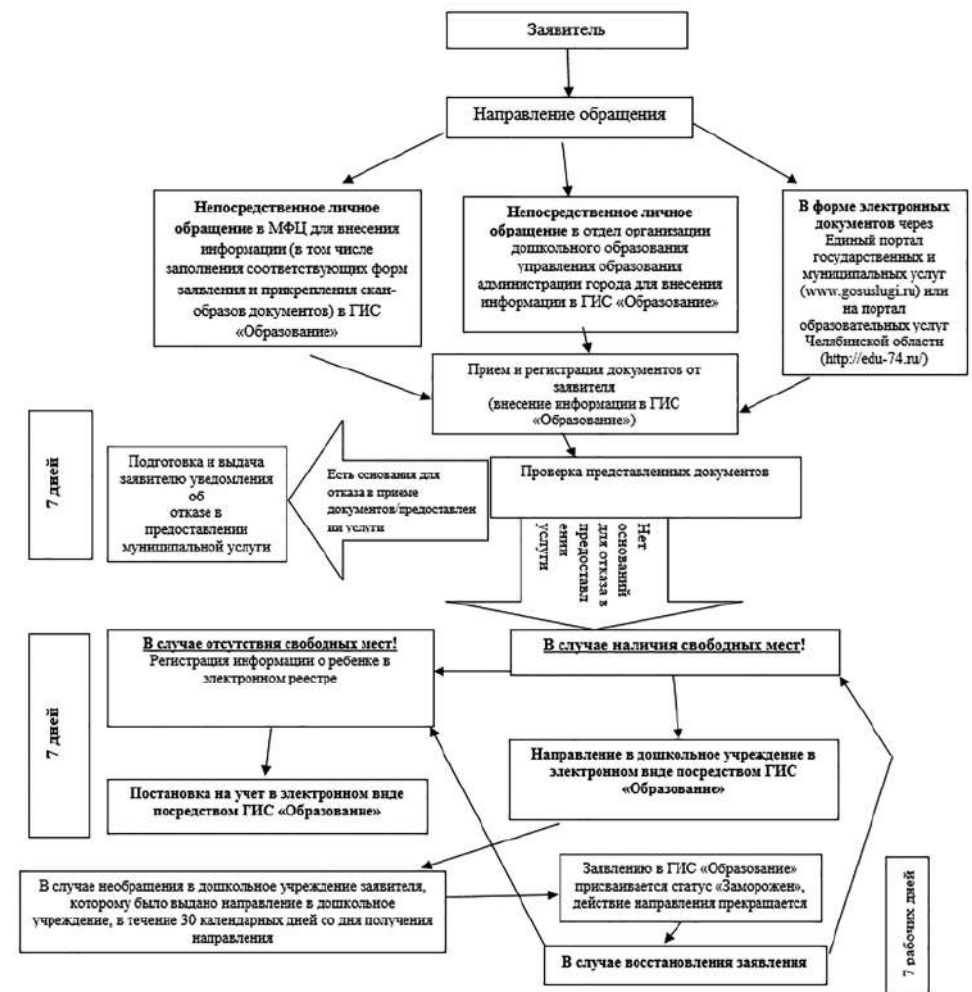 Заявитель
Направление обращения
Непосредственное личное
обращение в МФЦ для внесения
информации (в том числе
заполнения соответствующих форм
заявления и прикрепления скан-
образов документов) в ГИС
«Образование»
Непосредственное личное
обращение в отдел организации
дошкольного образования
управления образования
администрации города для внесения
информации в ГИС «Образование»
В форме электронных
документов через
Единый портал
государственных и
муниципальных услуг
(www.gosuslugi.ru) или
на портал
образовательных услуг
Челябинской области
(http://edu-74.ru/)
Прием и регистрация документов от
заявителя
(внесение информации в ГИС
«Образование»)
7 дней
Подготовка и выдача
заявителю уведомления
об
отказе в
предоставлении
муниципальной услуги
Есть основания для
отказа в приеме
документов/предоставлен
ии услуги
Проверка представленных документов
Нет
оснований
для отказа в
предоставл
ении
услуги
7 дней
В случае отсутствия свободных мест!
Регистрация информации о ребенке в
электронном реестре
В случае наличия свободных мест!
Направление в дошкольное учреждение в
электронном виде посредством ГИС
«Образование»
Постановка на учет в электронном виде
посредством ГИС «Образование»
В случае необращения в дошкольное учреждение заявителя,
которому было выдано направление в дошкольное
учреждение, в течение 30 календарных дней со дня получения
направления
Заявлению в ГИС «Образование»
присваивается статус «Заморожен»,
действие направления прекращается
В случае восстановления заявления
7 рабочих дней